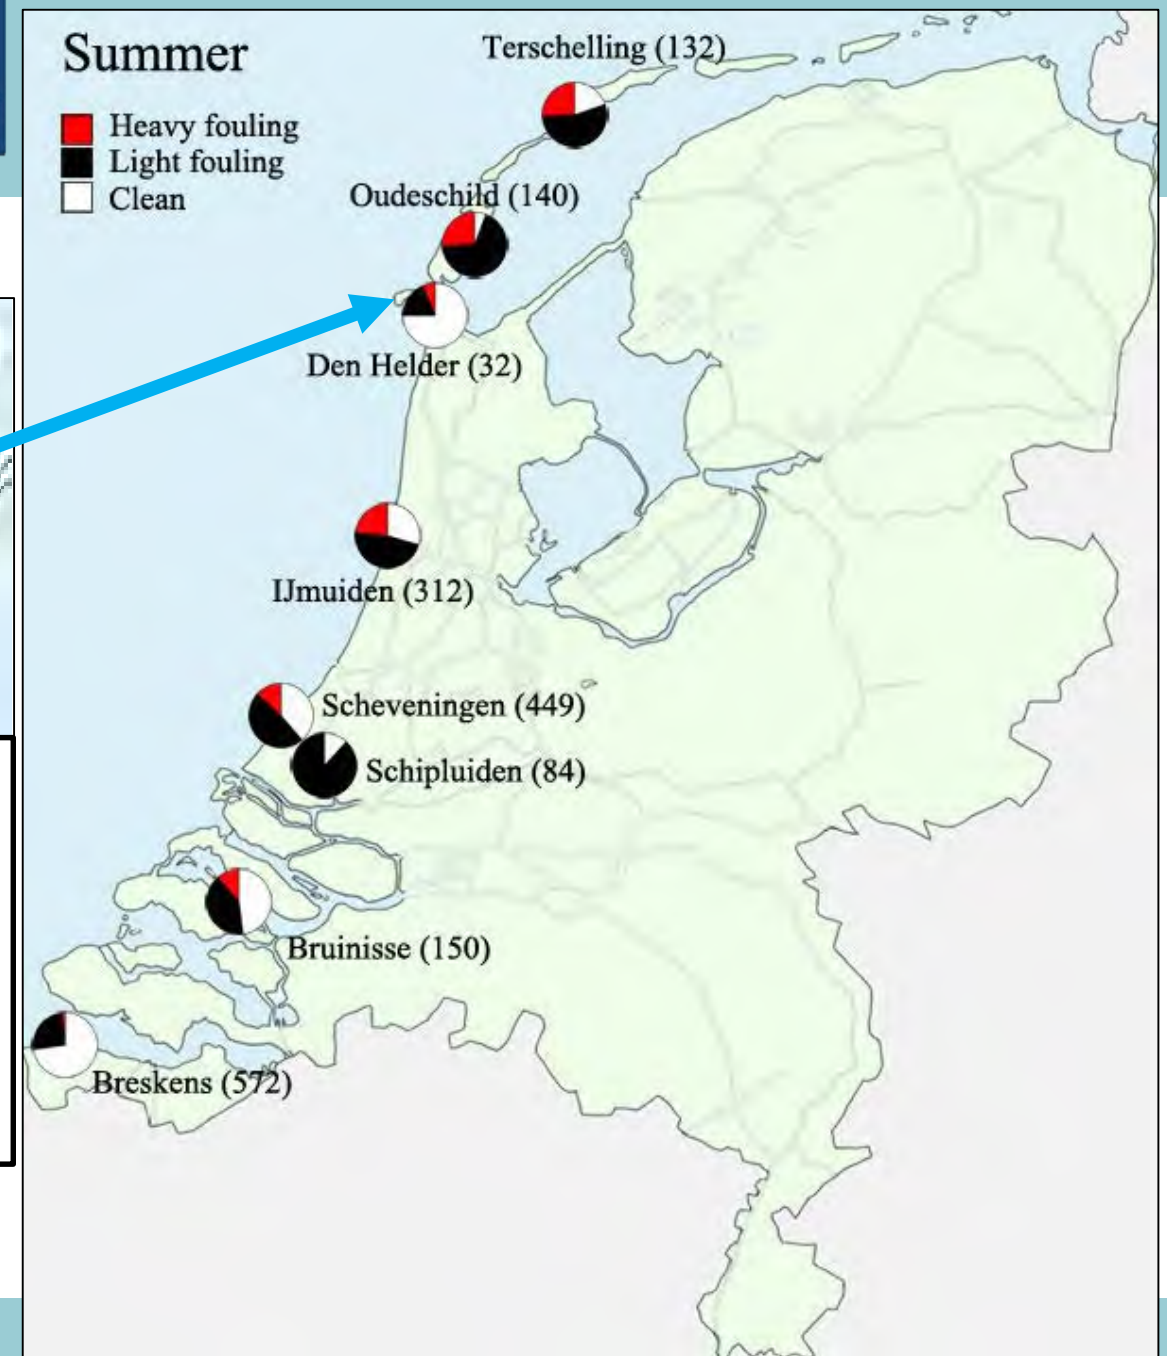 Summer
Heavy fouling
Light fouling
Clean
Terschelling (132)
Oudeschild (140)
Den Helder (32)
IJmuiden (312)
Scheveningen (449)
Schipluiden (84)
Bruinisse (150)
Breskens (572)